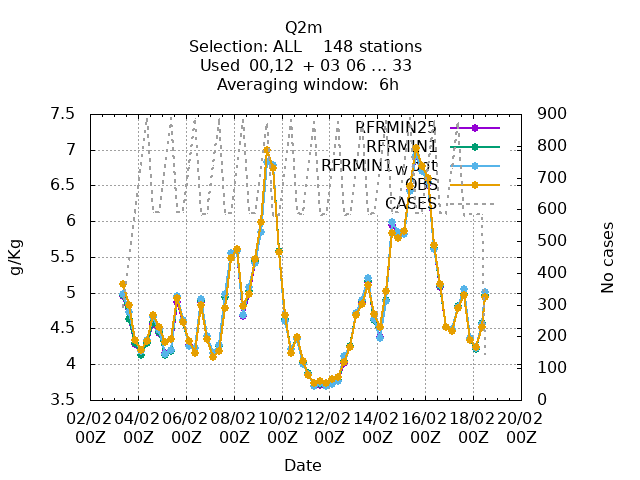 Q2m
Selection: ALL    148 stations
Used  00,12  + 03 06 ... 33
Averaging window:  6h
7.5
7
6.5
6
5.5
5
4.5
4
3.5
900
800
700
600
500
400
300
200
100
0
RFRMIN25
RFRMIN1
OBS
CASES
g/Kg
No cases
02/02 04/02 06/02 08/02 10/02 12/02 14/02 16/02 18/02 20/02
00Z 00Z 00Z 00Z 00Z 00Z 00Z 00Z 00Z 00Z
Date